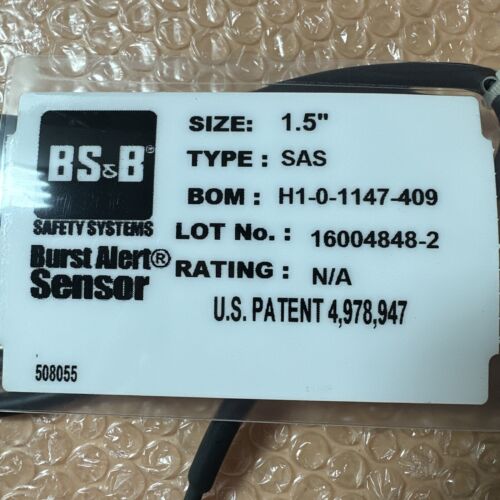 BS&B®
SAFETY SYSTEMS
Burst Alert®
Sensor
SIZE: 1.5"
TYPE: SAS
BOM: H1-0-1147-409
LOT No.: 16004848-2
RATING: N/A
U.S. PATENT 4,978,947
508055